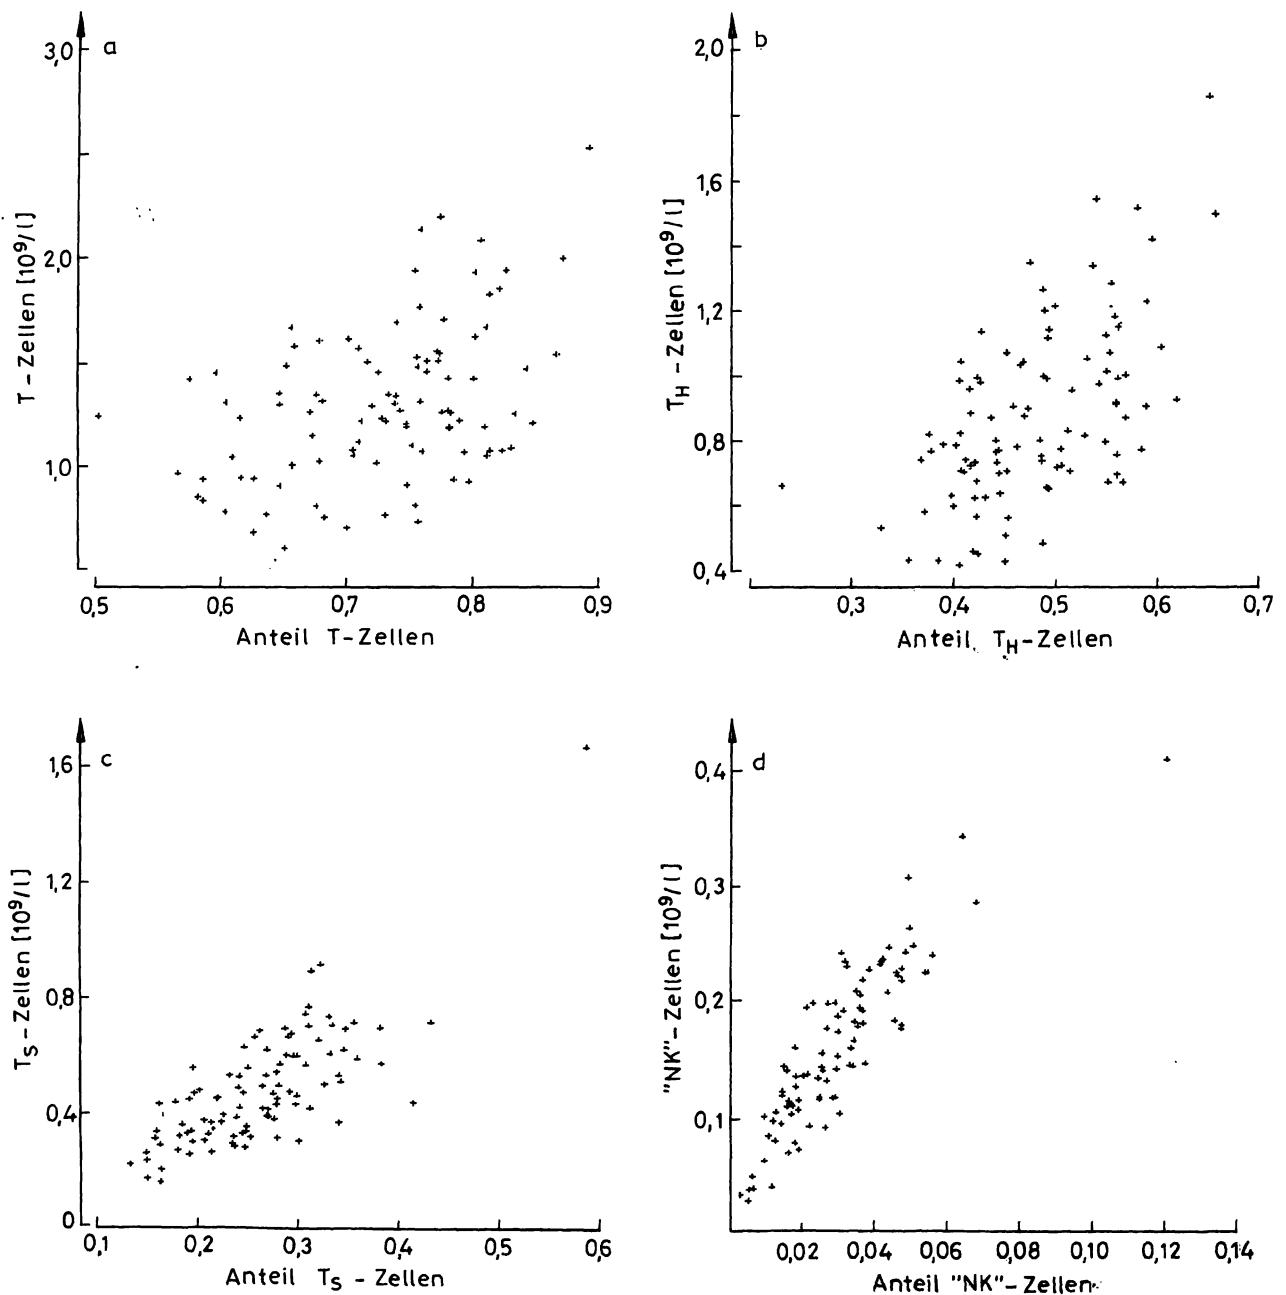 a
3,0
2,0
1,0
T-Zellen [10⁹/l]
0,5 0,6 0,7 0,8 0,9
Anteil T-Zellen
b
2,0
1,6
1,2
0,8
0,4
T_H-Zellen [10⁹/l]
0,3 0,4 0,5 0,6 0,7
Anteil T_H-Zellen
c
1,6
1,2
0,8
0,4
0
T_S-Zellen [10⁹/l]
0,1 0,2 0,3 0,4 0,5 0,6
Anteil T_S - Zellen
d
0,4
0,3
0,2
0,1
"NK"-Zellen [10⁹/l]
0,02 0,04 0,06 0,08 0,10 0,12 0,14
Anteil "NK"-Zellen